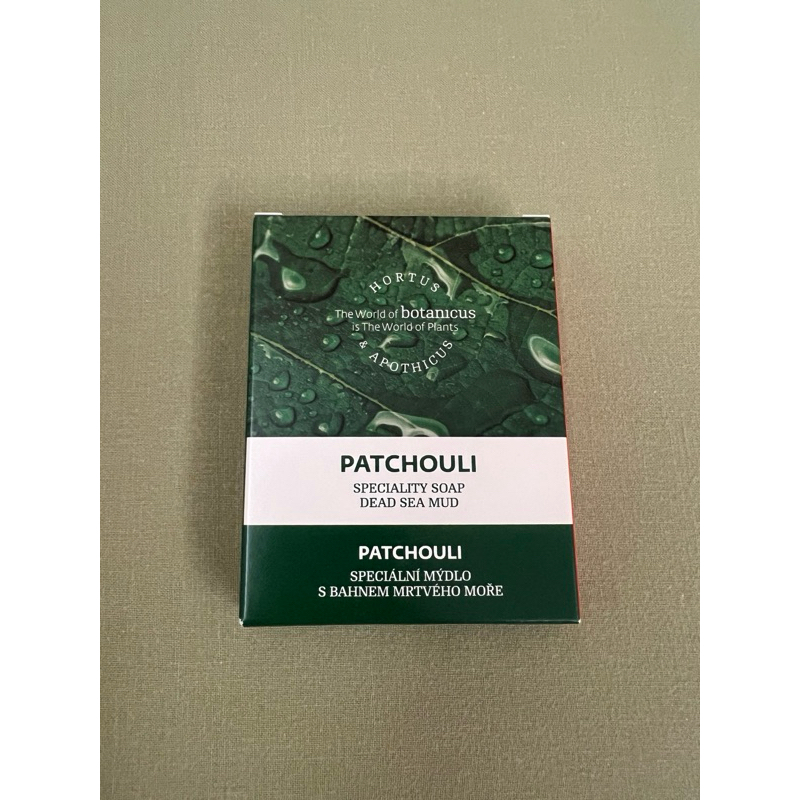 HORTUS
The World of botanicus
is The World of Plants
& APOTHICUS
PATCHOULI
SPECIALITY SOAP
DEAD SEA MUD
PATCHOULI
SPECIÁLNÍ MÝDLO
S BAHNEM MRTVÉHO MOŘE